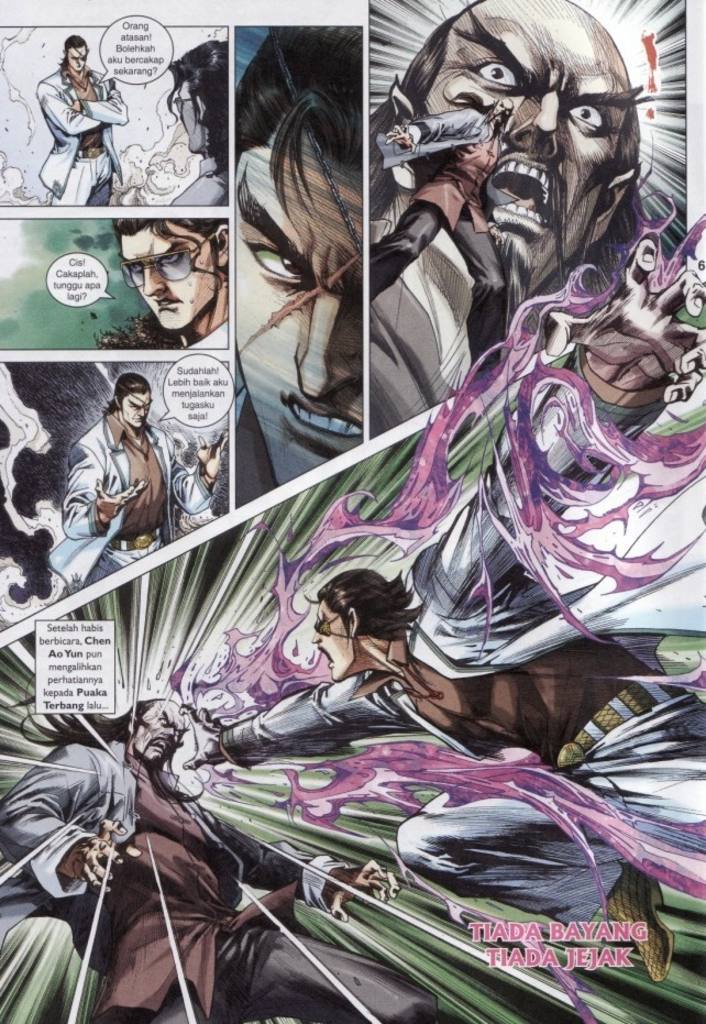 Orang
atasan!
Bolehkah
aku bercakap
sekarang?
Cis!
Cakaplah,
tunggu apa
lagi?
Sudahlah!
Lebih baik aku
menjalankan
tugasku
saja!
!
6
Setelah habis
berbicara, Chen
Ao Yun pun
mengalihkan
perhatiannya
kepada Puaka
Terbang lalu...
TIADA BAYANG
TIADA JEJAK